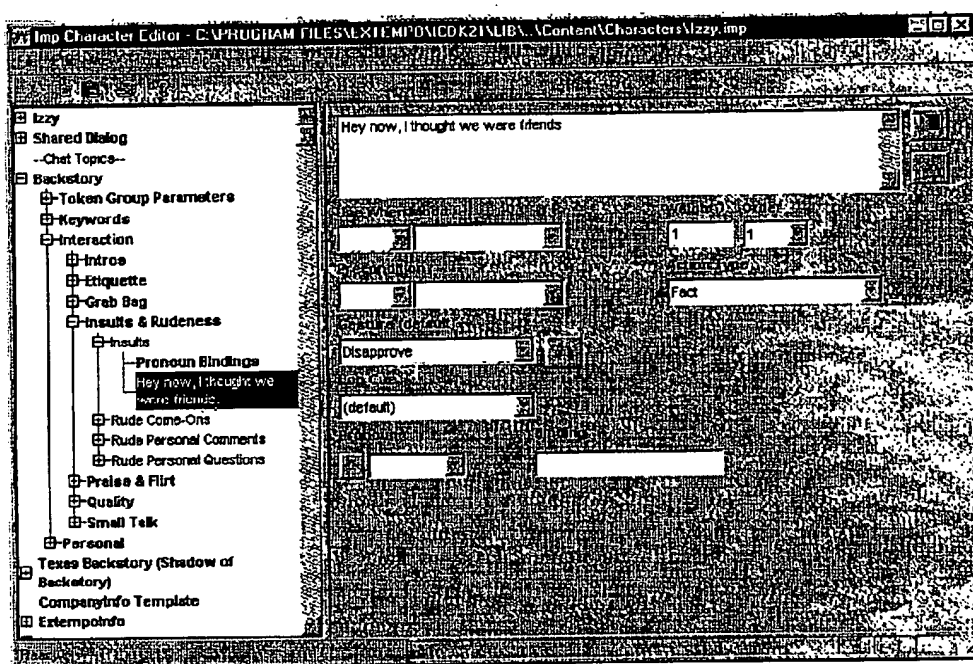 Imp Character Editor - C:\PROGRAM FILES\EXTEMPO\ICDK21\LIB\..\Content\Characters\Izzy.imp
Izzy
Shared Dialog
--Chat Topics--
Backstory
Token Group Parameters
Keywords
Interaction
Intros
Etiquette
Grab Bag
Insults & Rudeness
Insults
Pronoun Bindings
Hey now, I thought we
were friends
Rude Come-Ons
Rude Personal Comments
Rude Personal Questions
Praise & Flirt
Quality
Small Talk
Personal
Texas Backstory (Shadow of
Backstory)
CompanyInfo Template
ExtempoInfo
Hey now, I thought we were friends
1 1
Fact
Gesture (default)
Disapprove
(default)